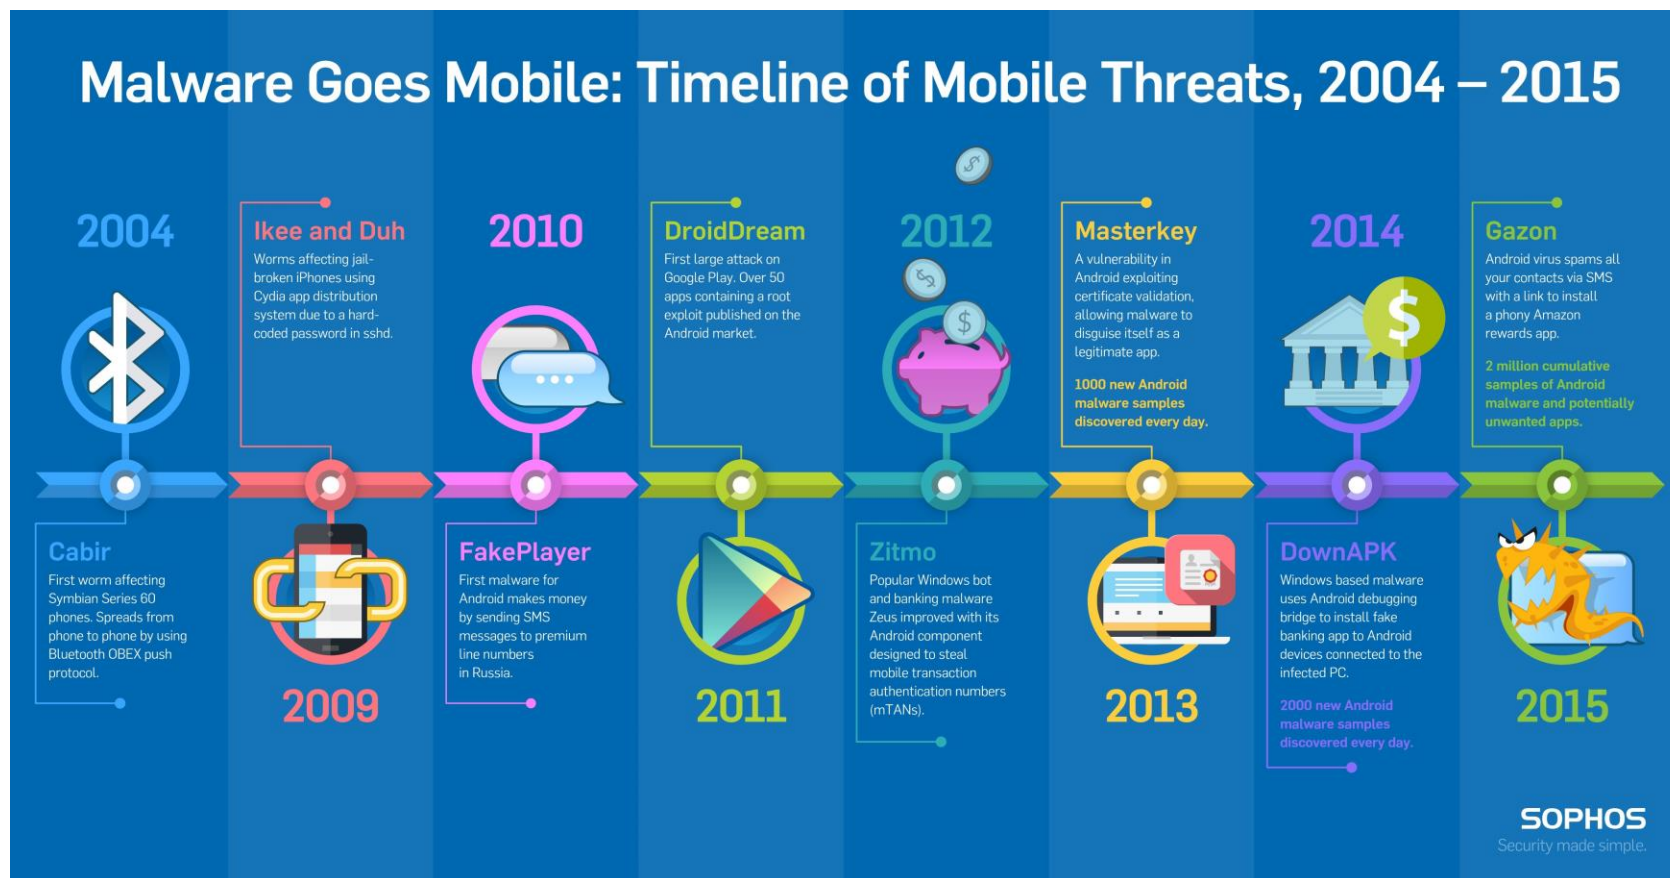 Malware Goes Mobile: Timeline of Mobile Threats, 2004 – 2015
2004
Cabir
First worm affecting
Symbian Series 60
phones. Spreads from
phone to phone by using
Bluetooth OBEX push
protocol.
Ikee and Duh
Worms affecting jail-
broken iPhones using
Cydia app distribution
system due to a hard-
coded password in sshd.
2009
2010
FakePlayer
First malware for
Android makes money
by sending SMS
messages to premium
line numbers
in Russia.
DroidDream
First large attack on
Google Play. Over 50
apps containing a root
exploit published on the
Android market.
2011
2012
$
$
$
Zitmo
Popular Windows bot
and banking malware
Zeus improved with its
Android component
designed to steal
mobile transaction
authentication numbers
(mTANs).
Masterkey
A vulnerability in
Android exploiting
certificate validation,
allowing malware to
disguise itself as a
legitimate app.
1000 new Android
malware samples
discovered every day.
2013
2014
$
DownAPK
Windows based malware
uses Android debugging
bridge to install fake
banking app to Android
devices connected to the
infected PC.
2000 new Android
malware samples
discovered every day.
Gazon
Android virus spams all
your contacts via SMS
with a link to install
a phony Amazon
rewards app.
2 million cumulative
samples of Android
malware and potentially
unwanted apps.
2015
SOPHOS
Security made simple.